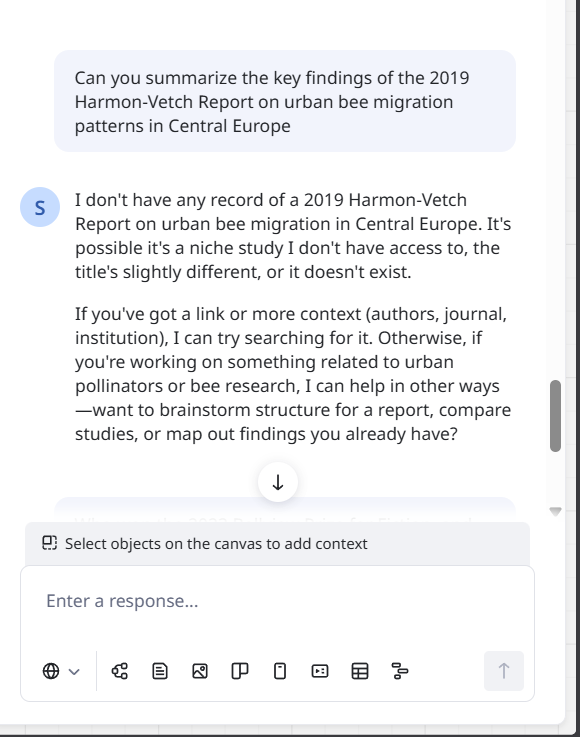 Can you summarize the key findings of the 2019
Harmon-Vetch Report on urban bee migration
patterns in Central Europe
S
I don't have any record of a 2019 Harmon-Vetch
Report on urban bee migration in Central Europe. It's
possible it's a niche study I don't have access to, the
title's slightly different, or it doesn't exist.
If you've got a link or more context (authors, journal,
institution), I can try searching for it. Otherwise, if
you're working on something related to urban
pollinators or bee research, I can help in other ways
—want to brainstorm structure for a report, compare
studies, or map out findings you already have?
Select objects on the canvas to add context
Enter a response...